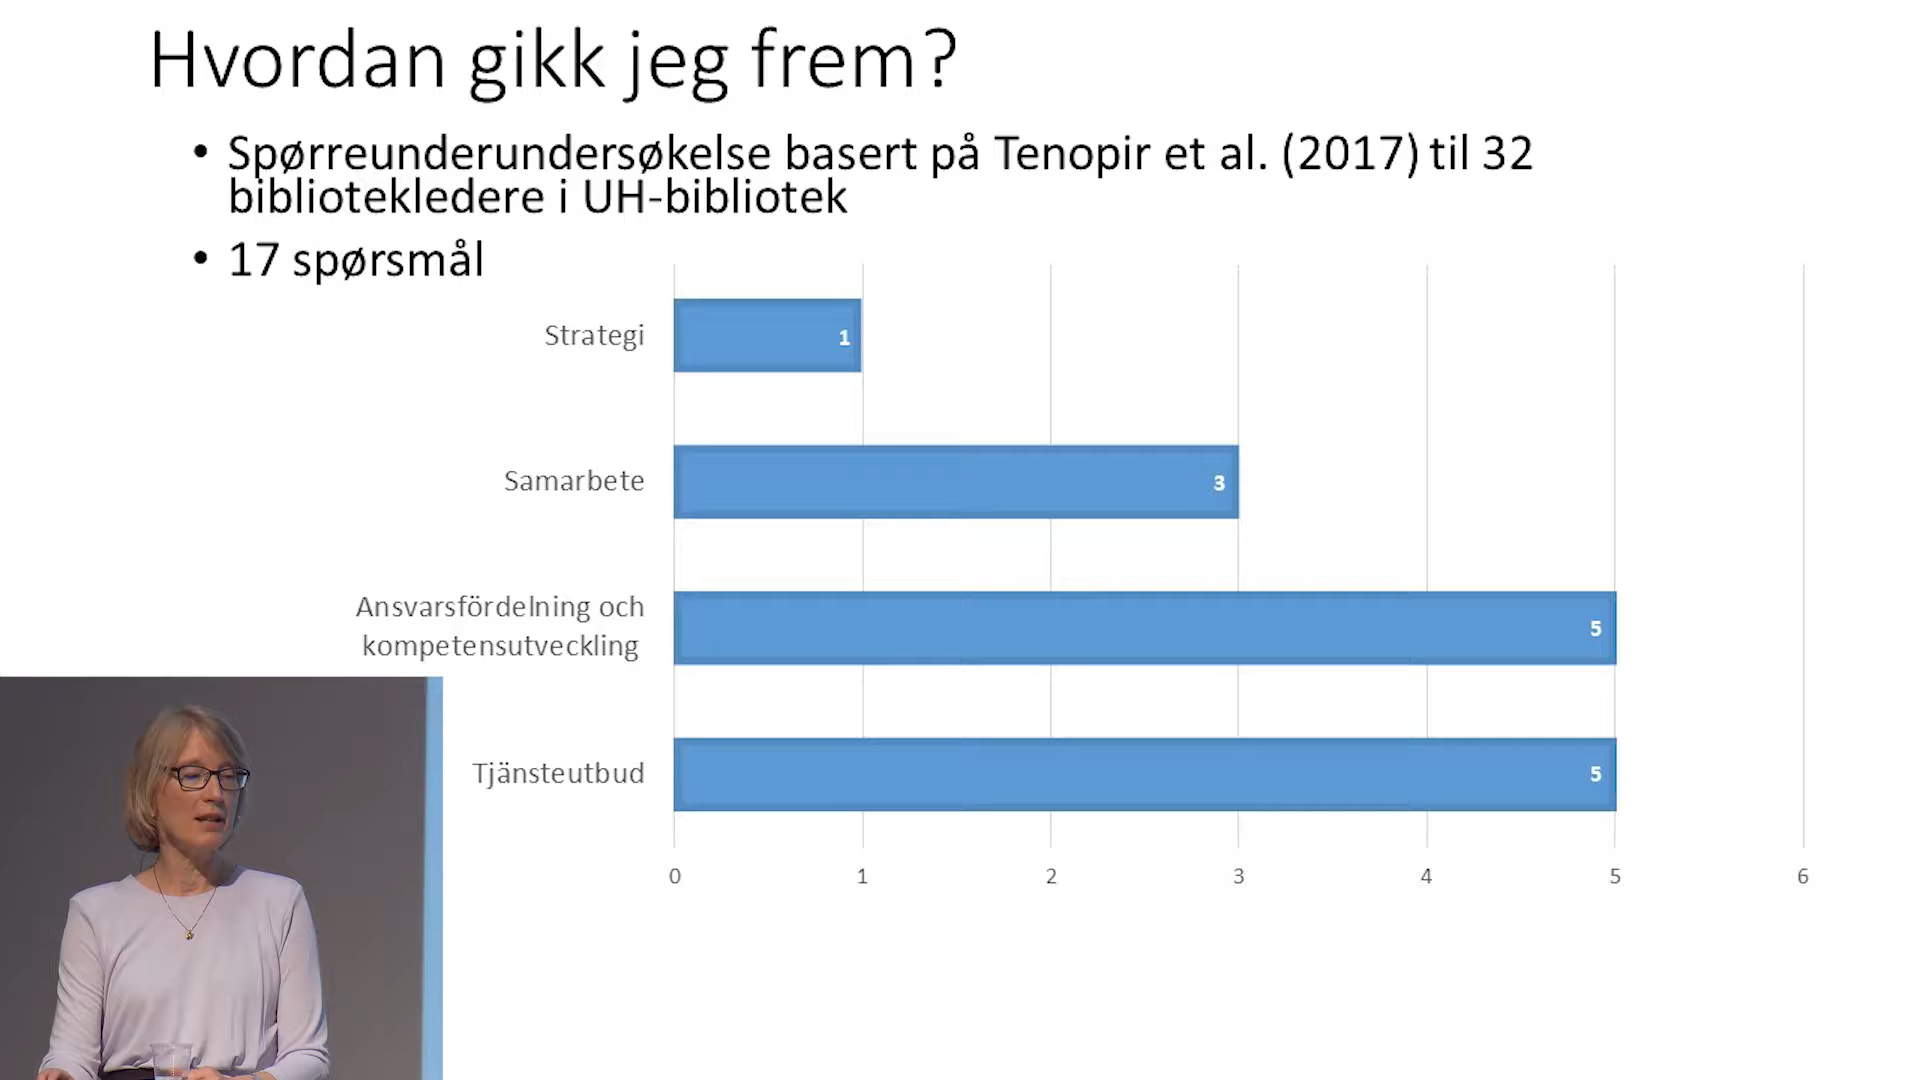 Hvordan gikk jeg frem?
• Spørreunderundersøkelse basert på Tenopir et al. (2017) til 32
bibliotekledere i UH-bibliotek
• 17 spørsmål
Strategi
1
Samarbete
3
Ansvarsfördelning och
kompetensutveckling
5
Tjänsteutbud
5
0 1 2 3 4 5 6